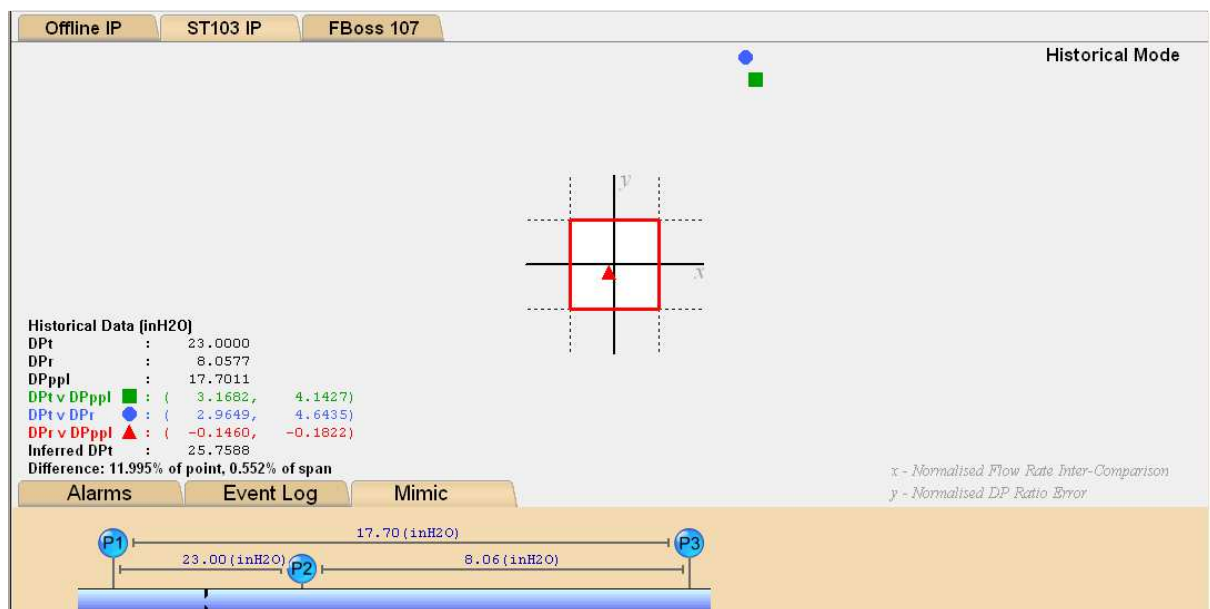 Offline IP ST103 IP FBoss 107
Historical Mode
y
x
Historical Data (inH2O)
DPt : 23.0000
DPr : 8.0577
DPppl : 17.7011
DPt v DPppl : ( 3.1682, 4.1427)
DPt v DPr : ( 2.9649, 4.6435)
DPr v DPppl : ( -0.1460, -0.1822)
Inferred DPt : 25.7588
Difference: 11.995% of point, 0.552% of span
x - Normalised Flow Rate Inter-Comparison
y - Normalised DP Ratio Error
Alarms Event Log Mimic
P1 17.70(inH2O) P3
23.00(inH2O) P2 8.06(inH2O)